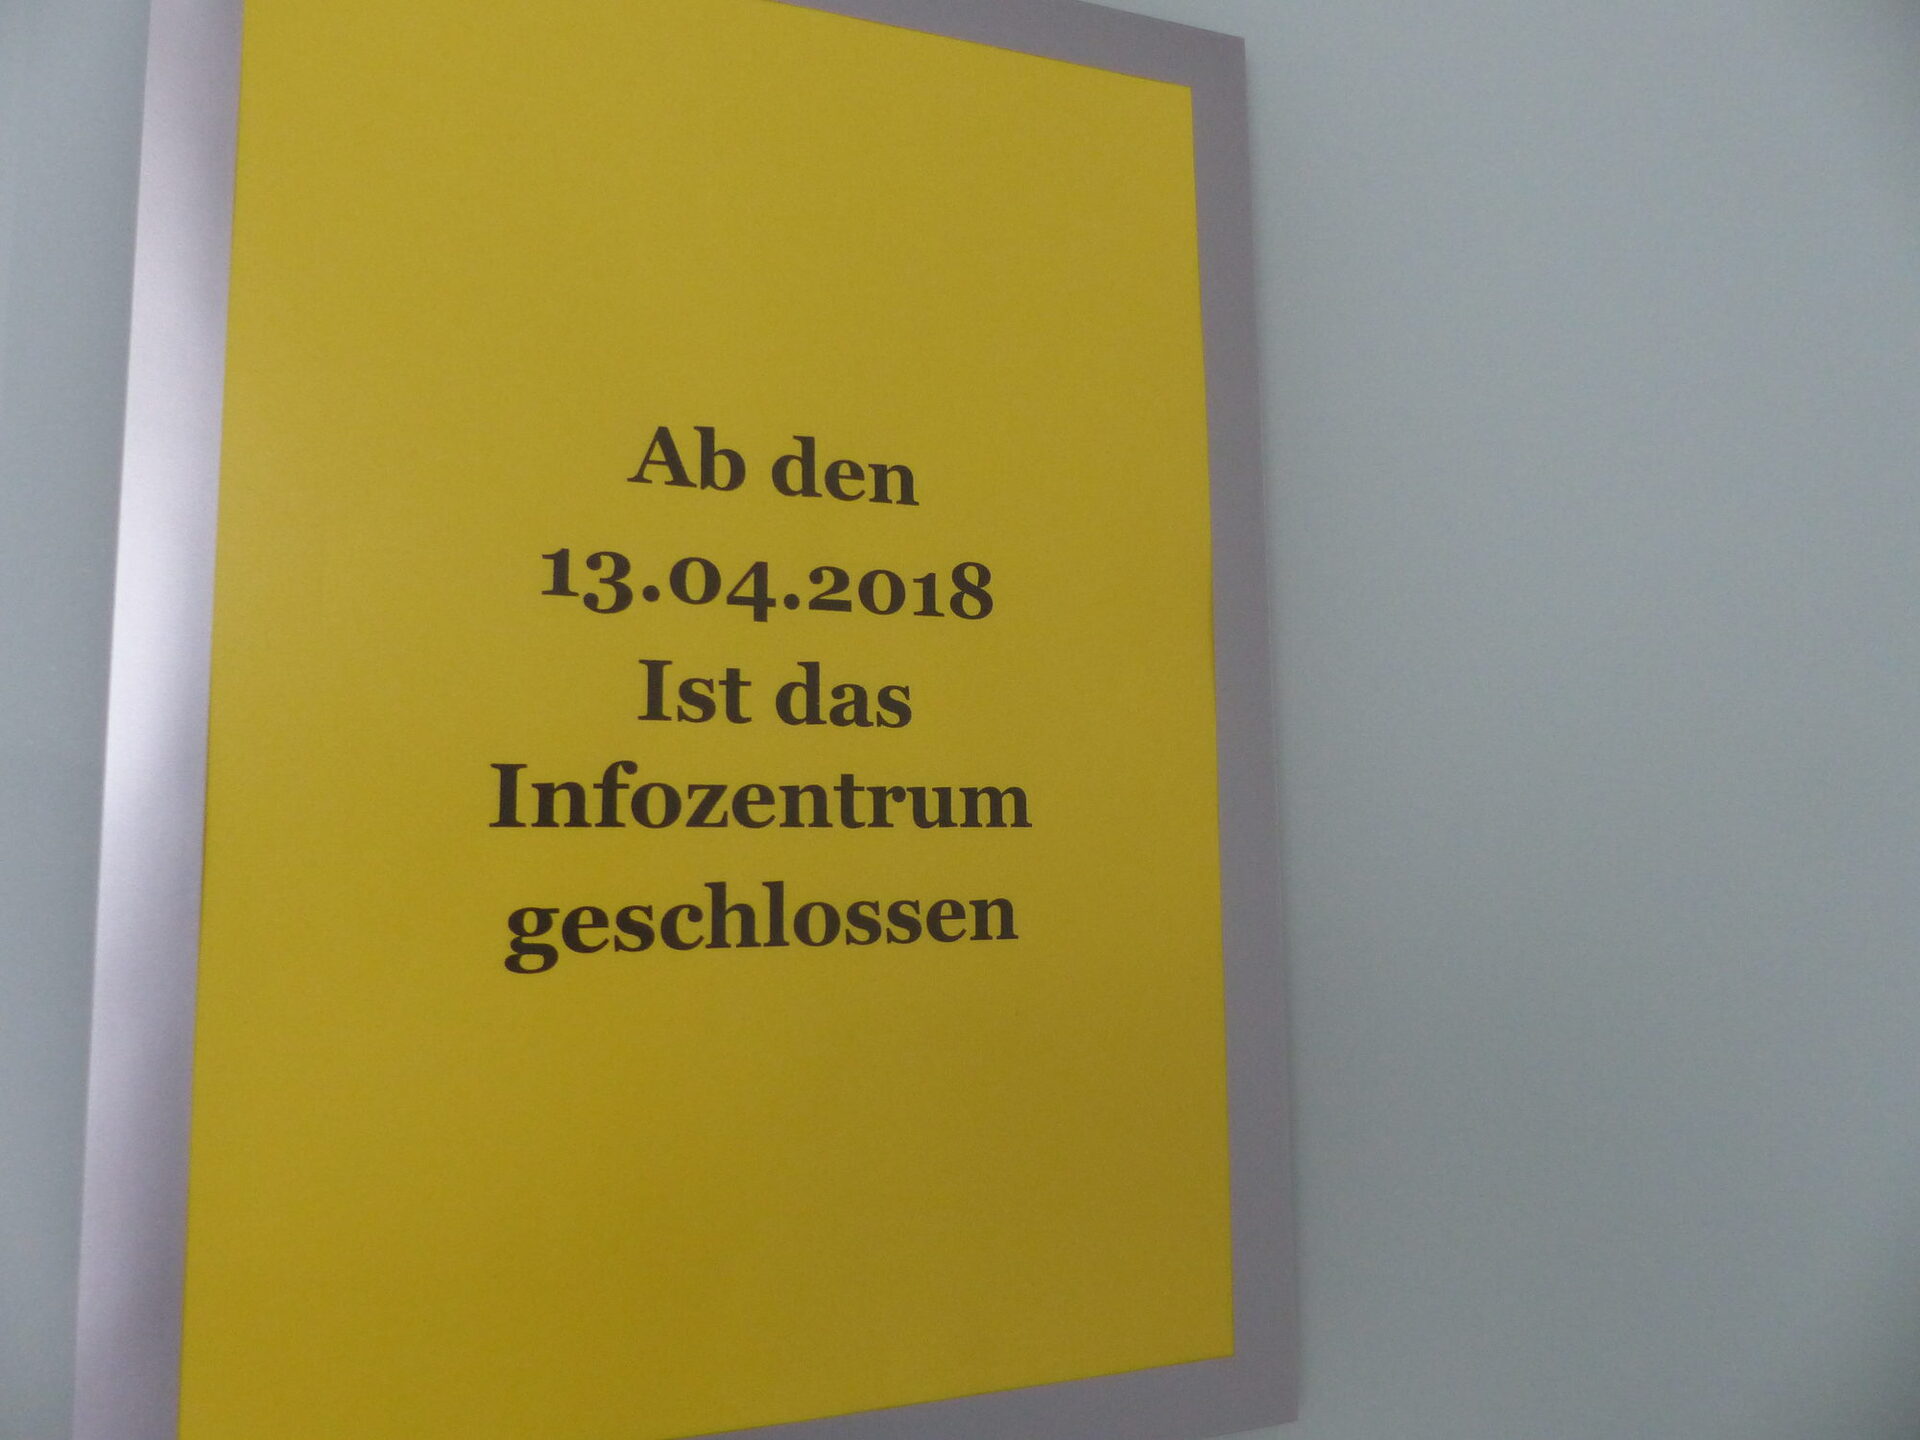 Ab den
13.04.2018
Ist das
Infozentrum
geschlossen